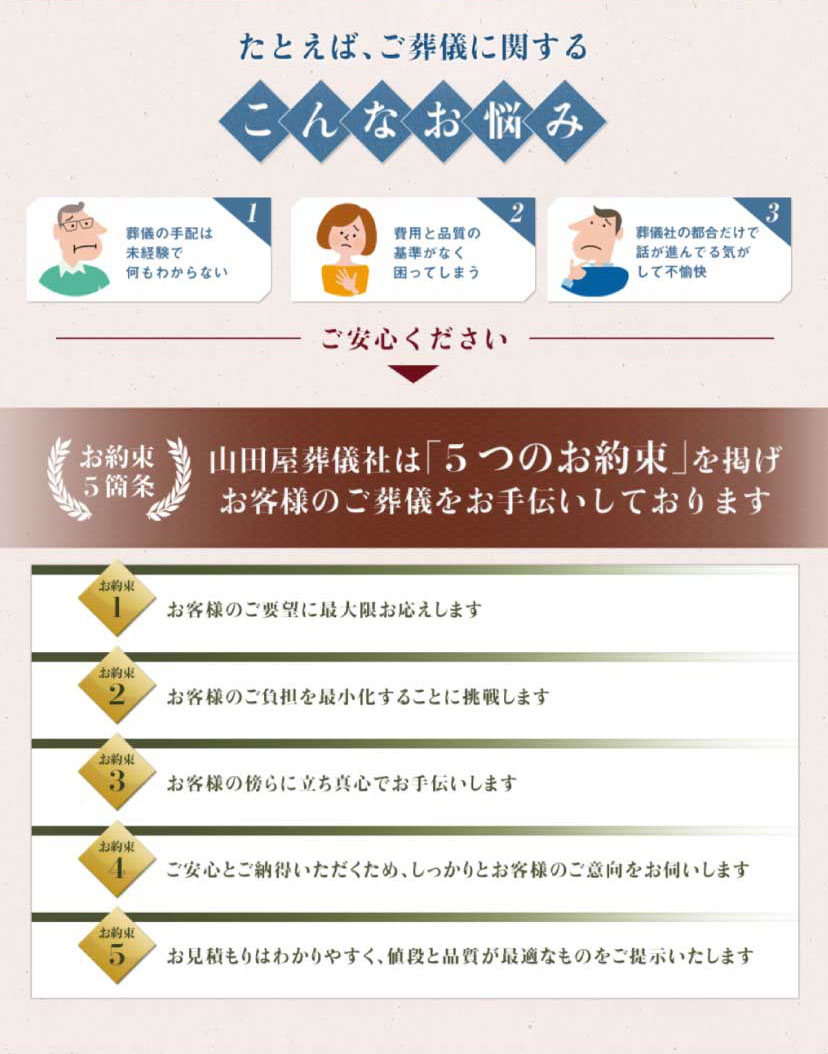 たとえば、ご葬儀に関する
こんなお悩み
1
葬儀の手配は
未経験で
何もわからない
2
費用と品質の
基準がなく
困ってしまう
3
葬儀社の都合だけで
話が進んでる気が
して不愉快
ご安心ください
お約束
5箇条
山田屋葬儀社は「5つのお約束」を掲げ
お客様のご葬儀をお手伝いしております
お約束
1
お客様のご要望に最大限お応えします
お約束
2
お客様のご負担を最小化することに挑戦します
お約束
3
お客様の傍らに立ち真心でお手伝いします
お約束
4
ご安心とご納得いただくため、しっかりとお客様のご意向をお伺いします
お約束
5
お見積もりはわかりやすく、値段と品質が最適なものをご提示いたします